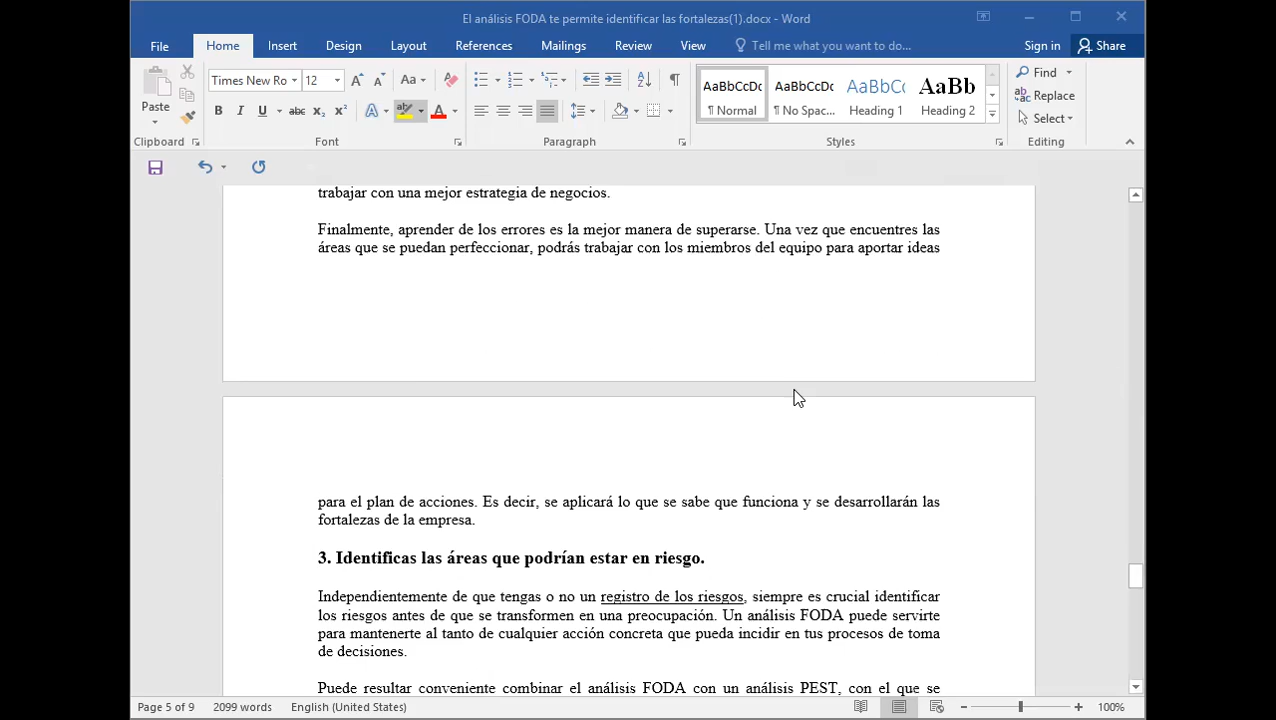 El análisis FODA te permite identificar las fortalezas(1).docx - Word
File Home Insert Design Layout References Mailings Review View Tell me what you want to do... Sign in Share
Paste
Clipboard
Times New Ro 12 Aa
B I U abc x₂ x² A A
Font
Paragraph
AaBbCcDc AaBbCcDc AaBbCc AaBb
¶ Normal ¶ No Spac... Heading 1 Heading 2
Styles
Find
Replace
Select
Editing
trabajar con una mejor estrategia de negocios.
Finalmente, aprender de los errores es la mejor manera de superarse. Una vez que encuentres las
áreas que se puedan perfeccionar, podrás trabajar con los miembros del equipo para aportar ideas
para el plan de acciones. Es decir, se aplicará lo que se sabe que funciona y se desarrollarán las
fortalezas de la empresa.
3. Identificas las áreas que podrían estar en riesgo.
Independientemente de que tengas o no un registro de los riesgos, siempre es crucial identificar
los riesgos antes de que se transformen en una preocupación. Un análisis FODA puede servirte
para mantenerte al tanto de cualquier acción concreta que pueda incidir en tus procesos de toma
de decisiones.
Puede resultar conveniente combinar el análisis FODA con un análisis PEST, con el que se
Page 5 of 9 2099 words English (United States) 100%